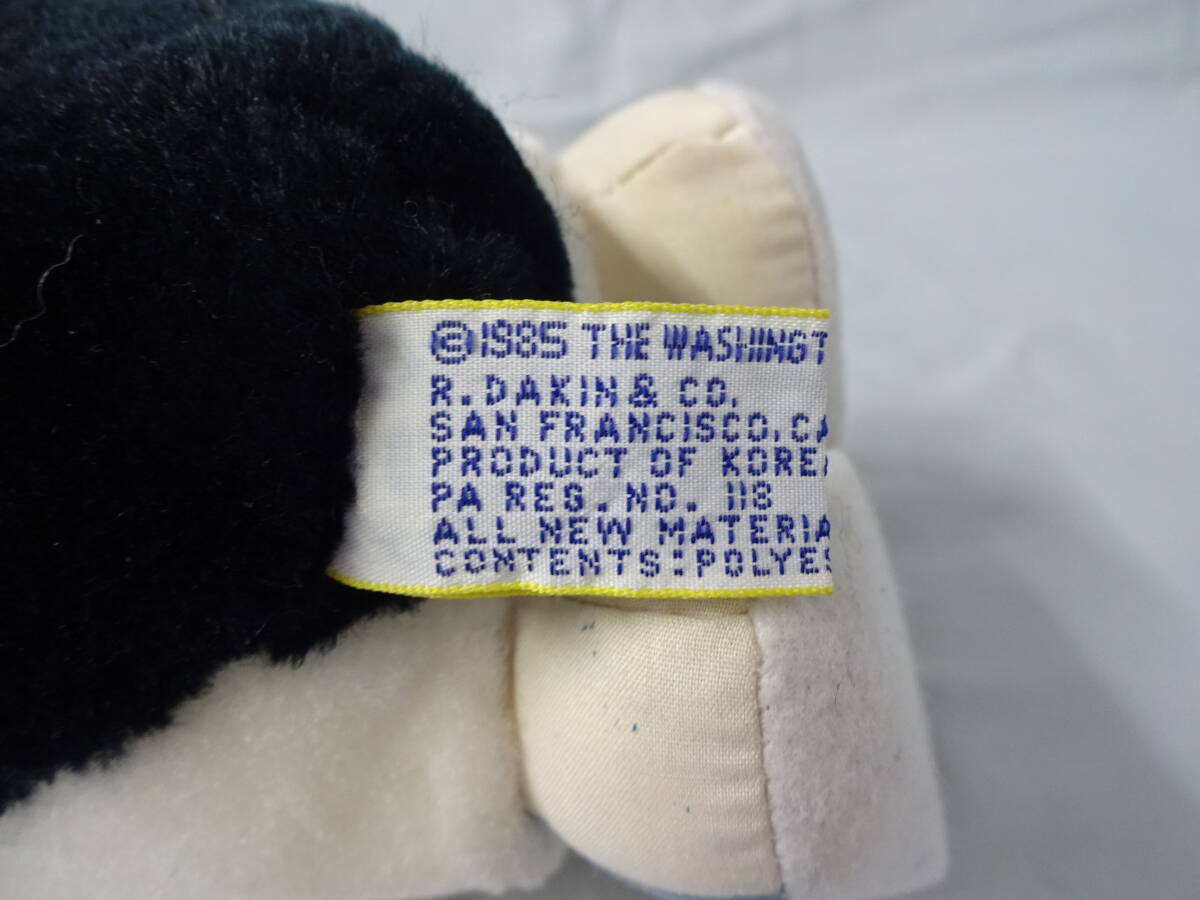 ©1985 THE WASHINGT
R. DAKIN & CO.
SAN FRANCISCO, CA
PRODUCT OF KOREA
PA REG. NO. 118
ALL NEW MATERIA
CONTENTS: POLYES